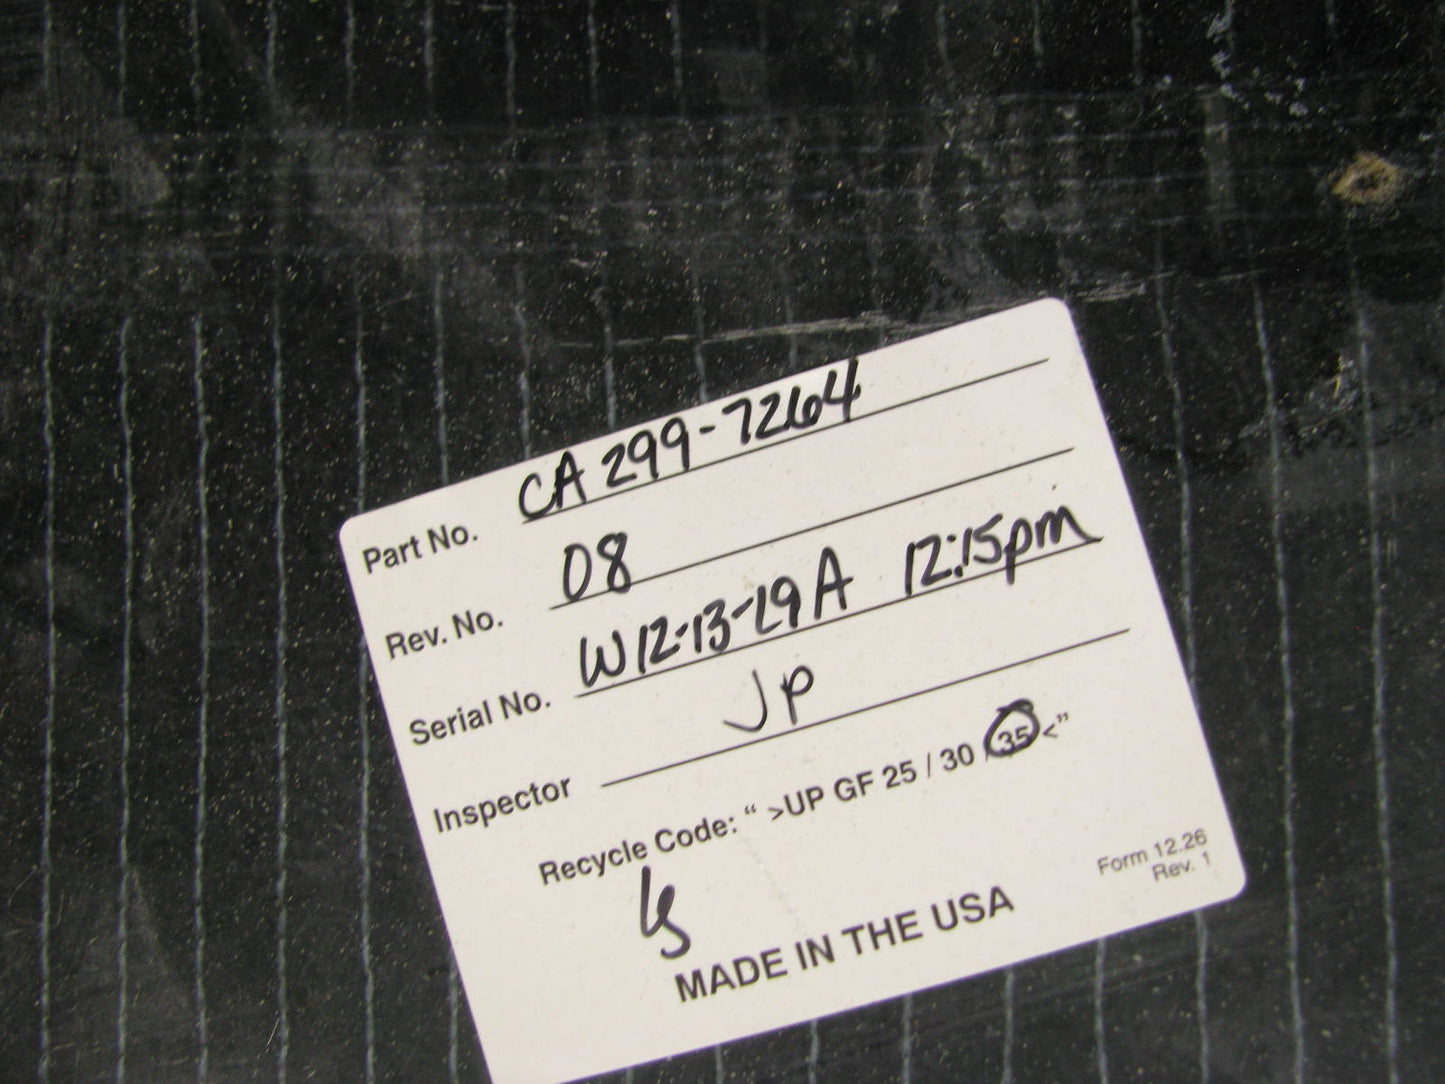 Part No. CA 299-7264
Rev. No. 08
Serial No. W12-13-19A 12:15pm
Inspector JP
Recycle Code: “ >UP GF 25 / 30 / 35 <”
Form 12.26
Rev. 1
MADE IN THE USA